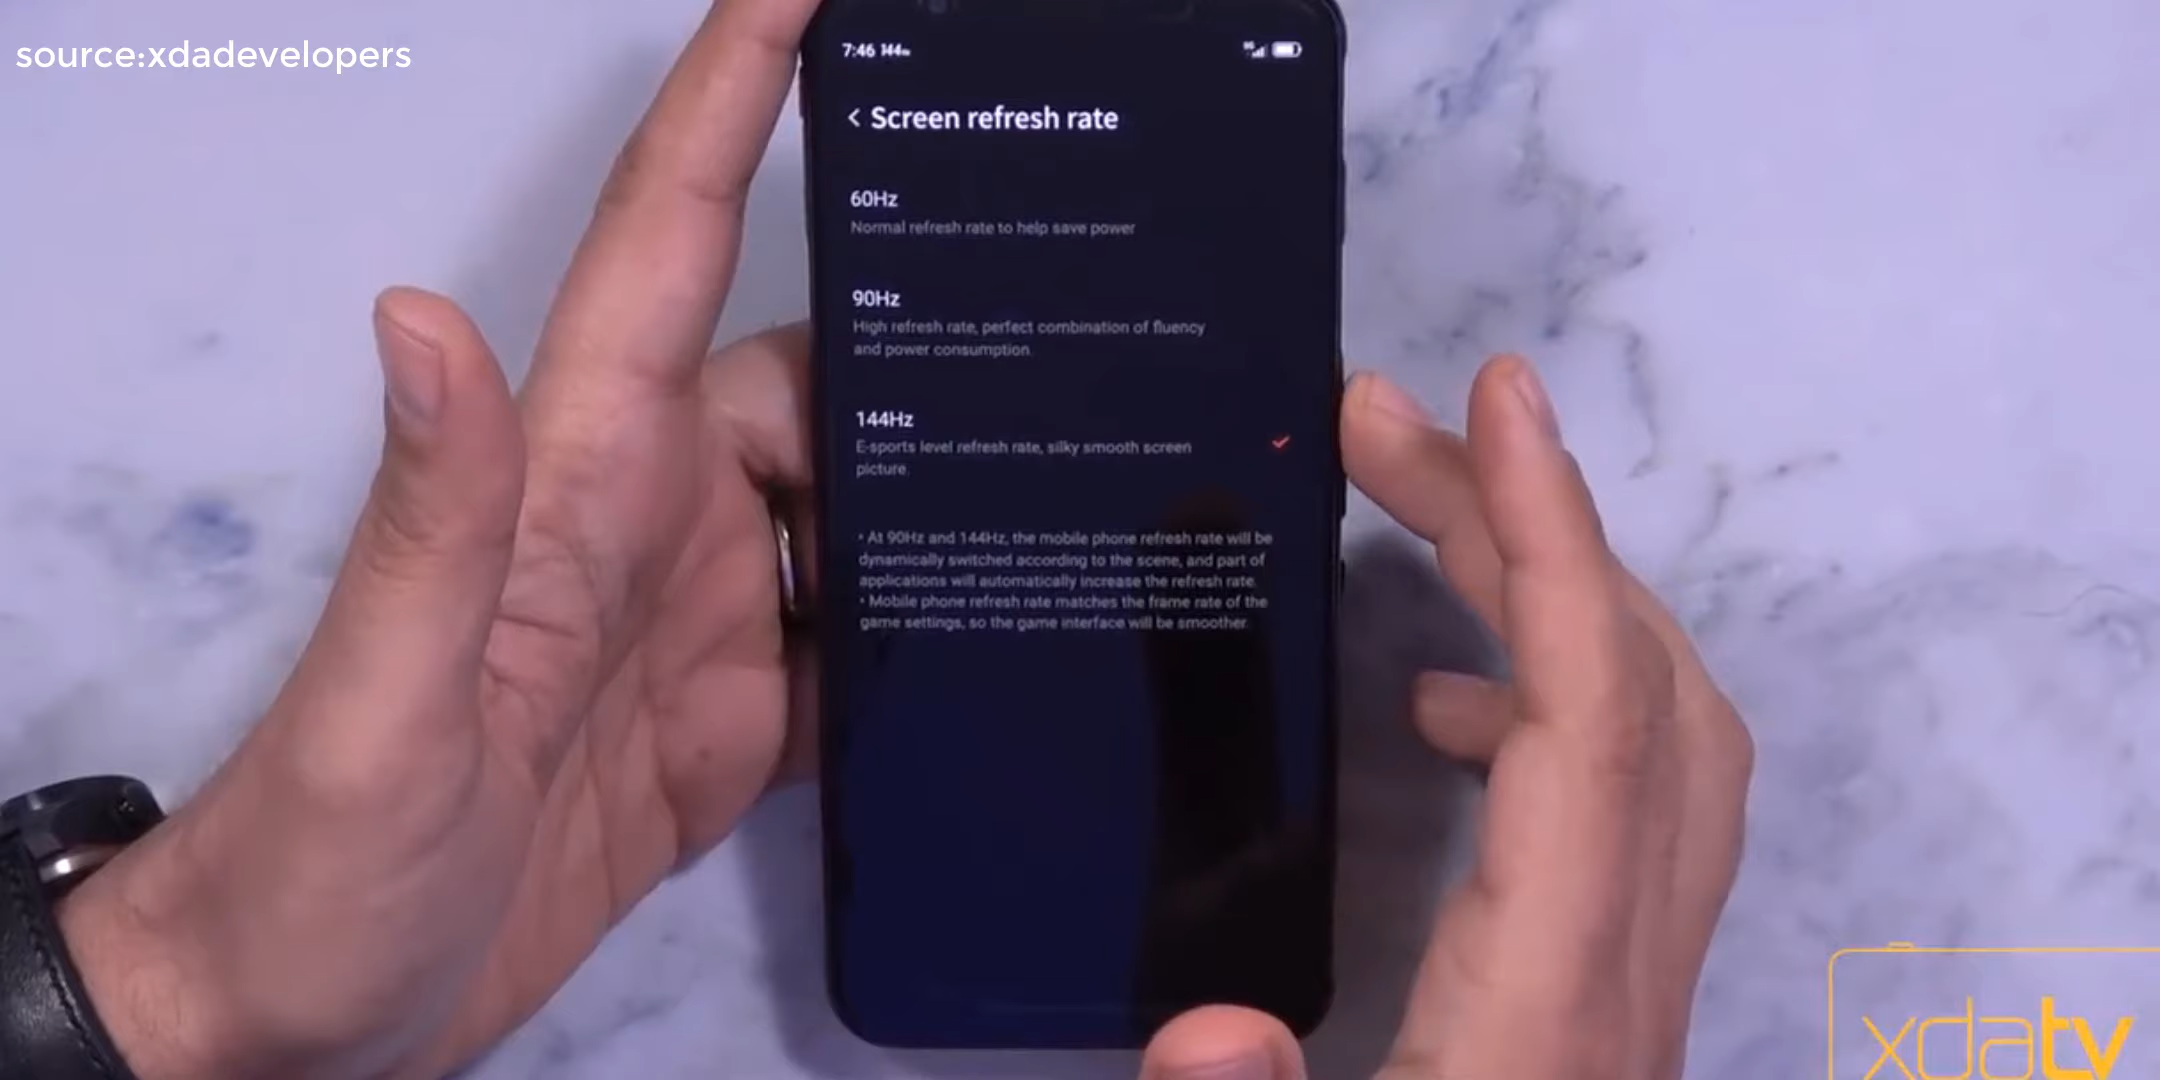 source:xdadevelopers
7:46 144Hz
Screen refresh rate
60Hz
Normal refresh rate to help save power
90Hz
High refresh rate, perfect combination of fluency
and power consumption.
144Hz
E-sports level refresh rate, silky smooth screen
picture.
• At 90Hz and 144Hz, the mobile phone refresh rate will be
dynamically switched according to the scene, and part of
applications will automatically increase the refresh rate.
• Mobile phone refresh rate matches the frame rate of the
game settings, so the game interface will be smoother.
xdatv